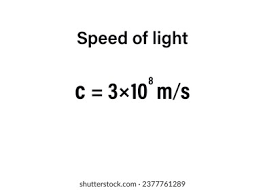 Speed of light
c = 3×10⁸ m/s
shutterstock.com · 2377761289